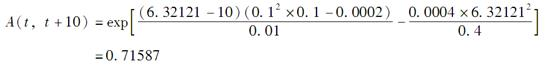 A(t, t+10) = exp[(6.32121−10)(0.1²×0.1−0.0002)/0.01 − 0.0004×6.32121²/0.4]
=0.71587